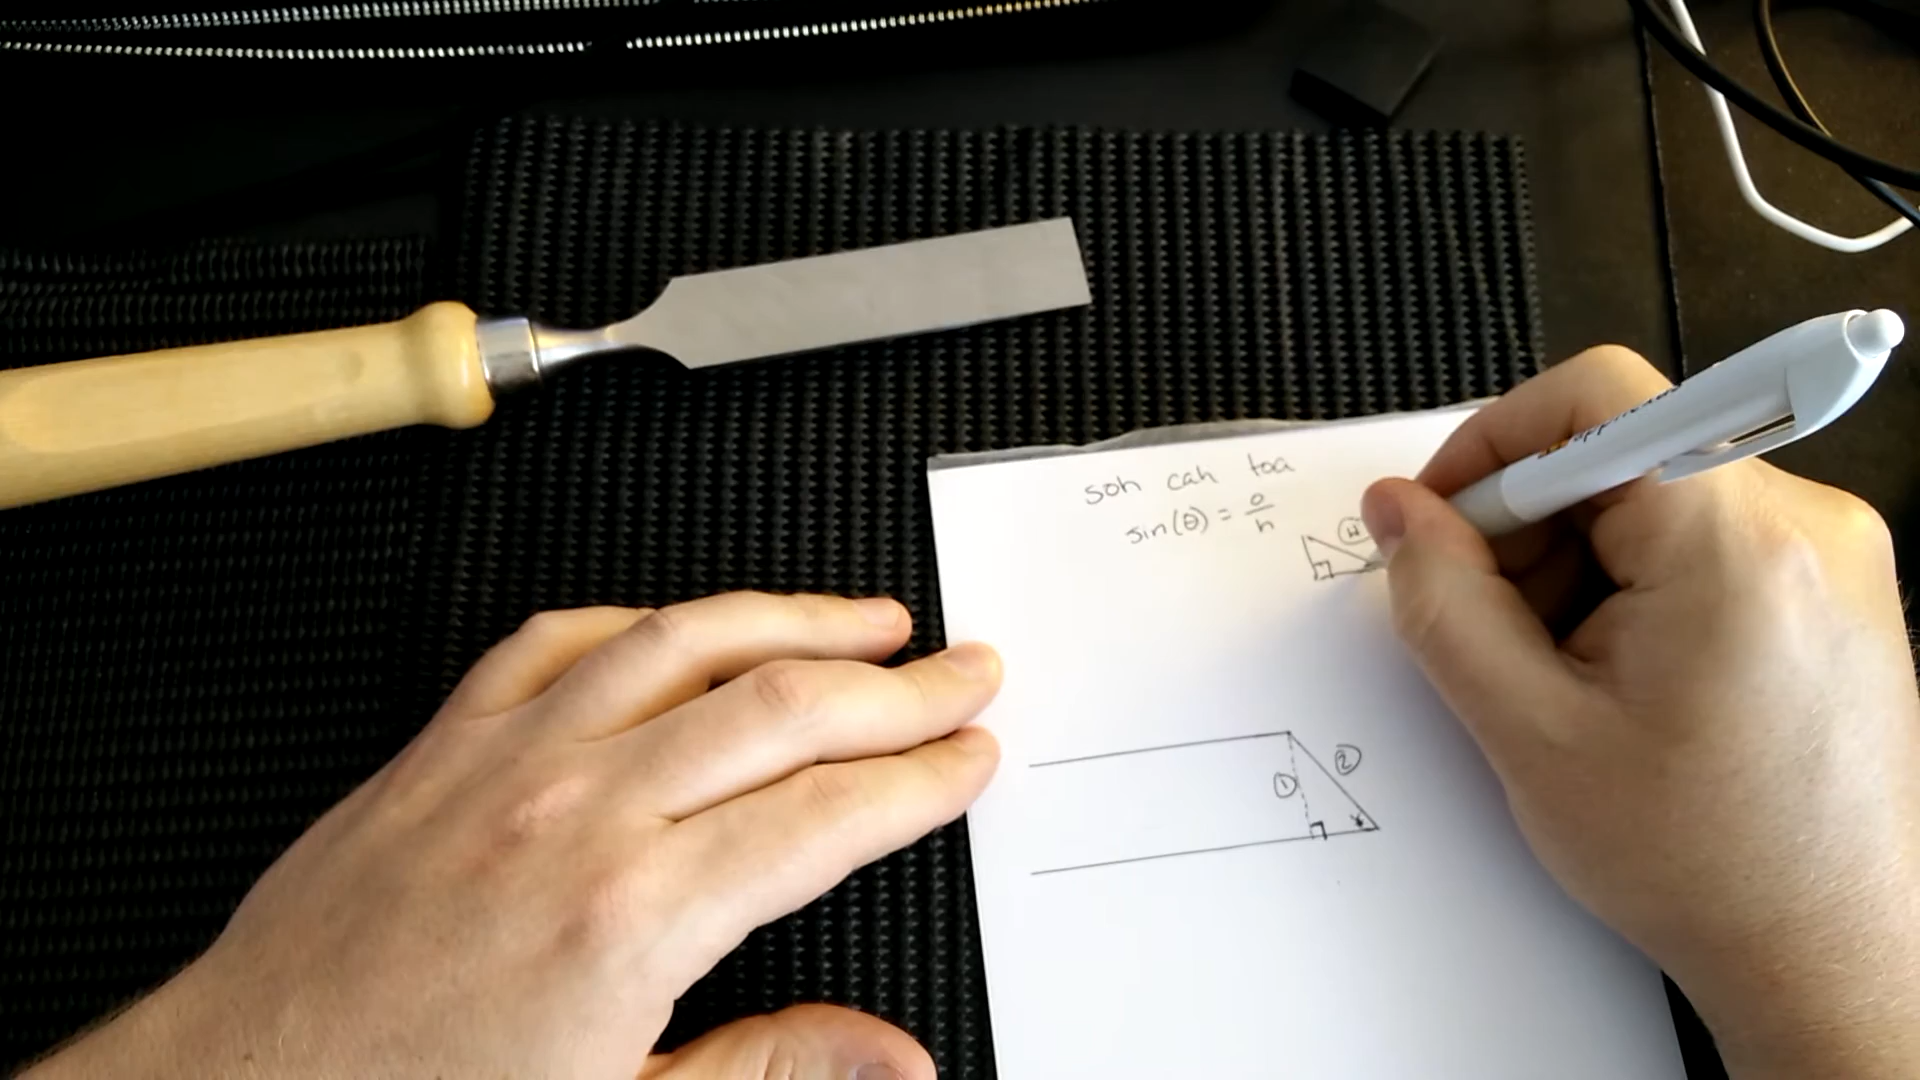 soh cah toa
sin(θ) = o/h
H
1
2
x